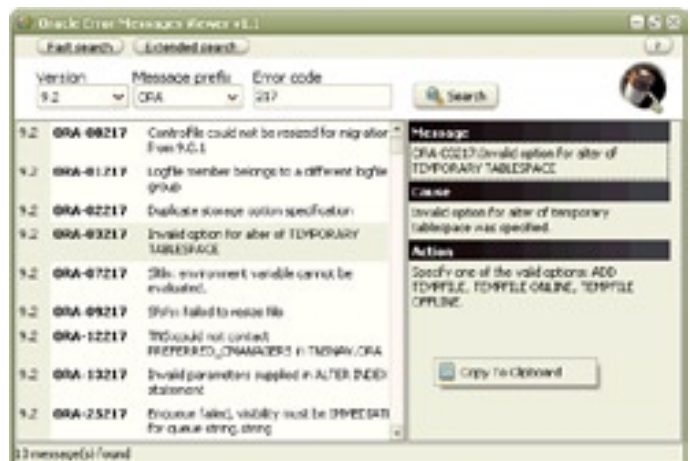 Oracle Error Messages Viewer v1.1
Fast search
Extended search
?
Version
Message prefix
Error code
9.2
ORA
217
Search
9.2 ORA-00217 Controlfile could not be resized for migration
from 9.0.1
9.2 ORA-01217 Logfile member belongs to a different logfile
group
9.2 ORA-02217 Duplicate storage option specification
9.2 ORA-03217 Invalid option for alter of TEMPORARY
TABLESPACE
9.2 ORA-07217 environment variable cannot be
evaluated.
9.2 ORA-09217 failed to resize file
9.2 ORA-12217 TNS:could not contact
PREFERRED_CMANAGERS in TNSNAV.ORA
9.2 ORA-13217 Invalid parameters supplied in ALTER INDEX
statement
9.2 ORA-25217 Enqueue failed, visibility must be IMMEDIATE
for queue string.string
Message
ORA-03217:Invalid option for alter of
TEMPORARY TABLESPACE
Cause
Invalid option for alter of temporary
tablespace was specified.
Action
Specify one of the valid options: ADD
TEMPFILE, TEMPFILE ONLINE, TEMPFILE
OFFLINE.
Copy To Clipboard
13 message(s) found